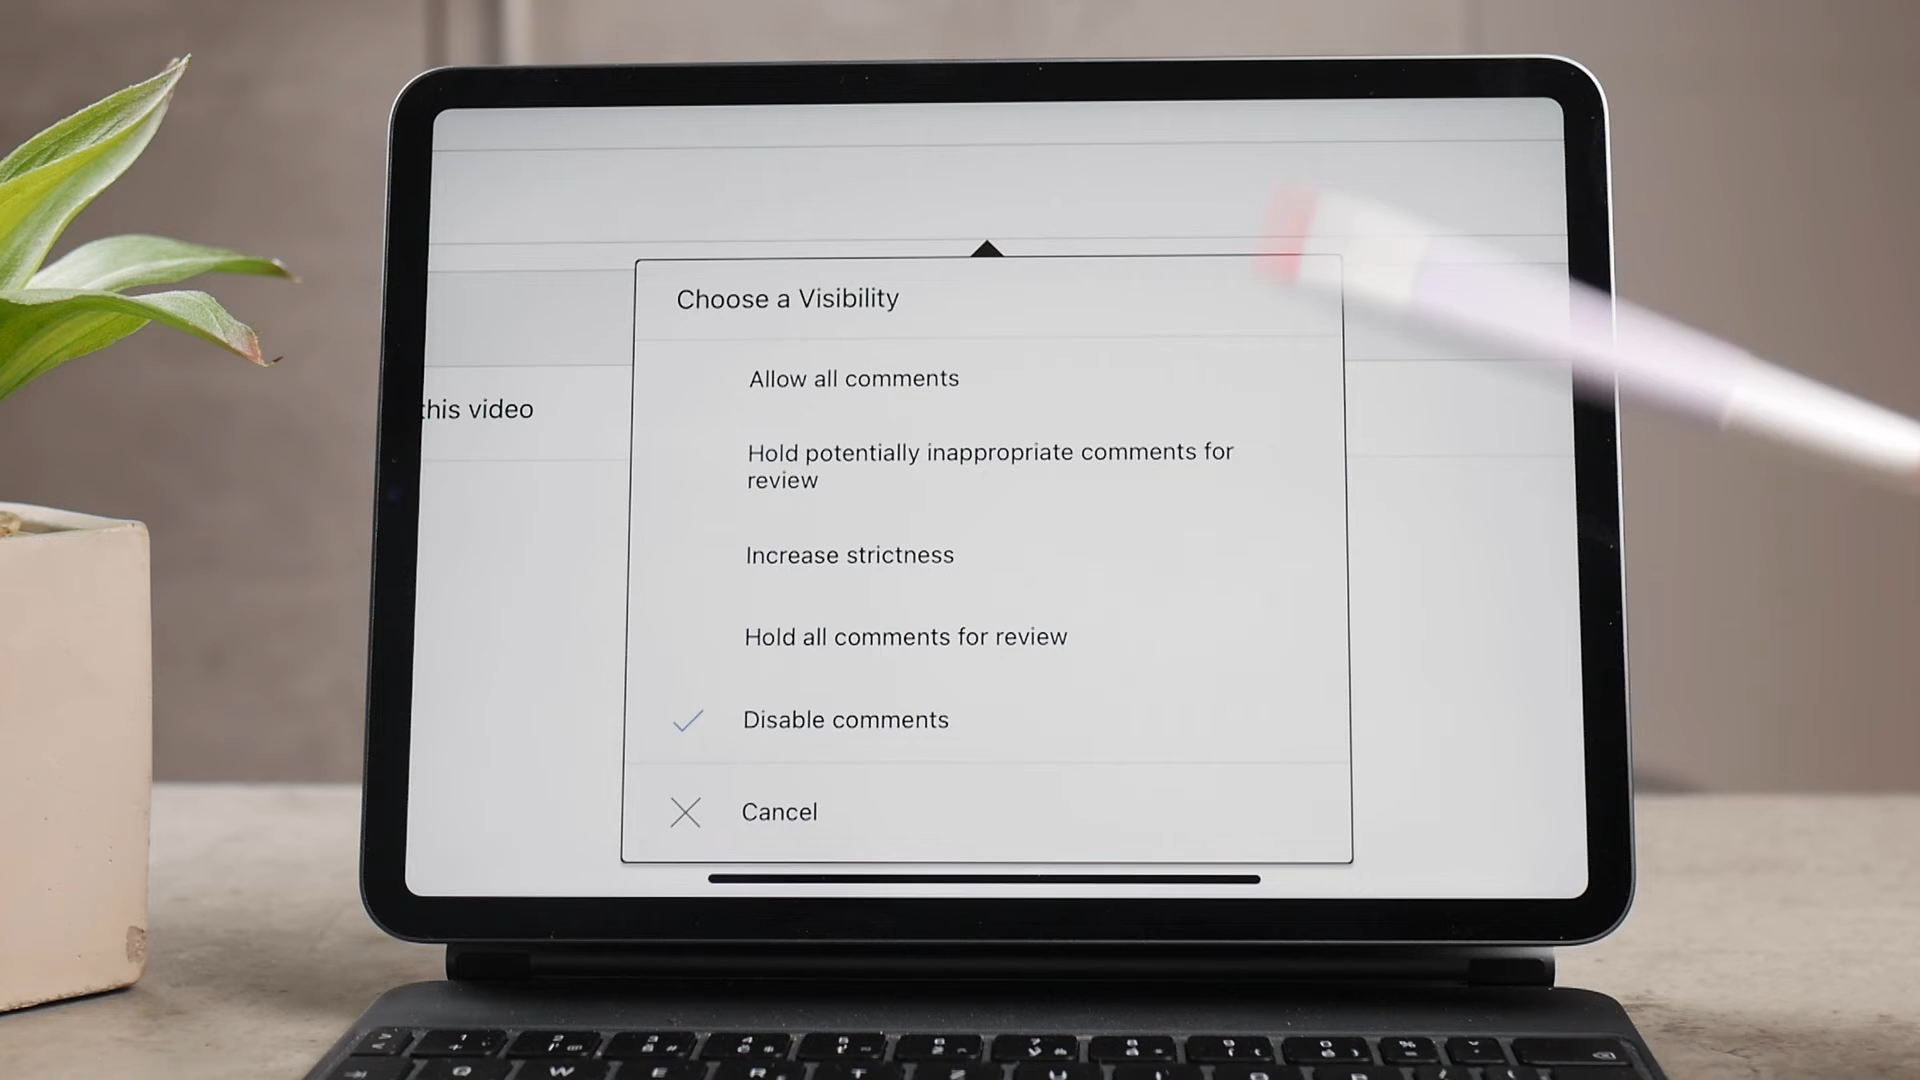 Choose a Visibility
Allow all comments
this video
Hold potentially inappropriate comments for
review
Increase strictness
Hold all comments for review
Disable comments
Cancel
Q W E R T Z U